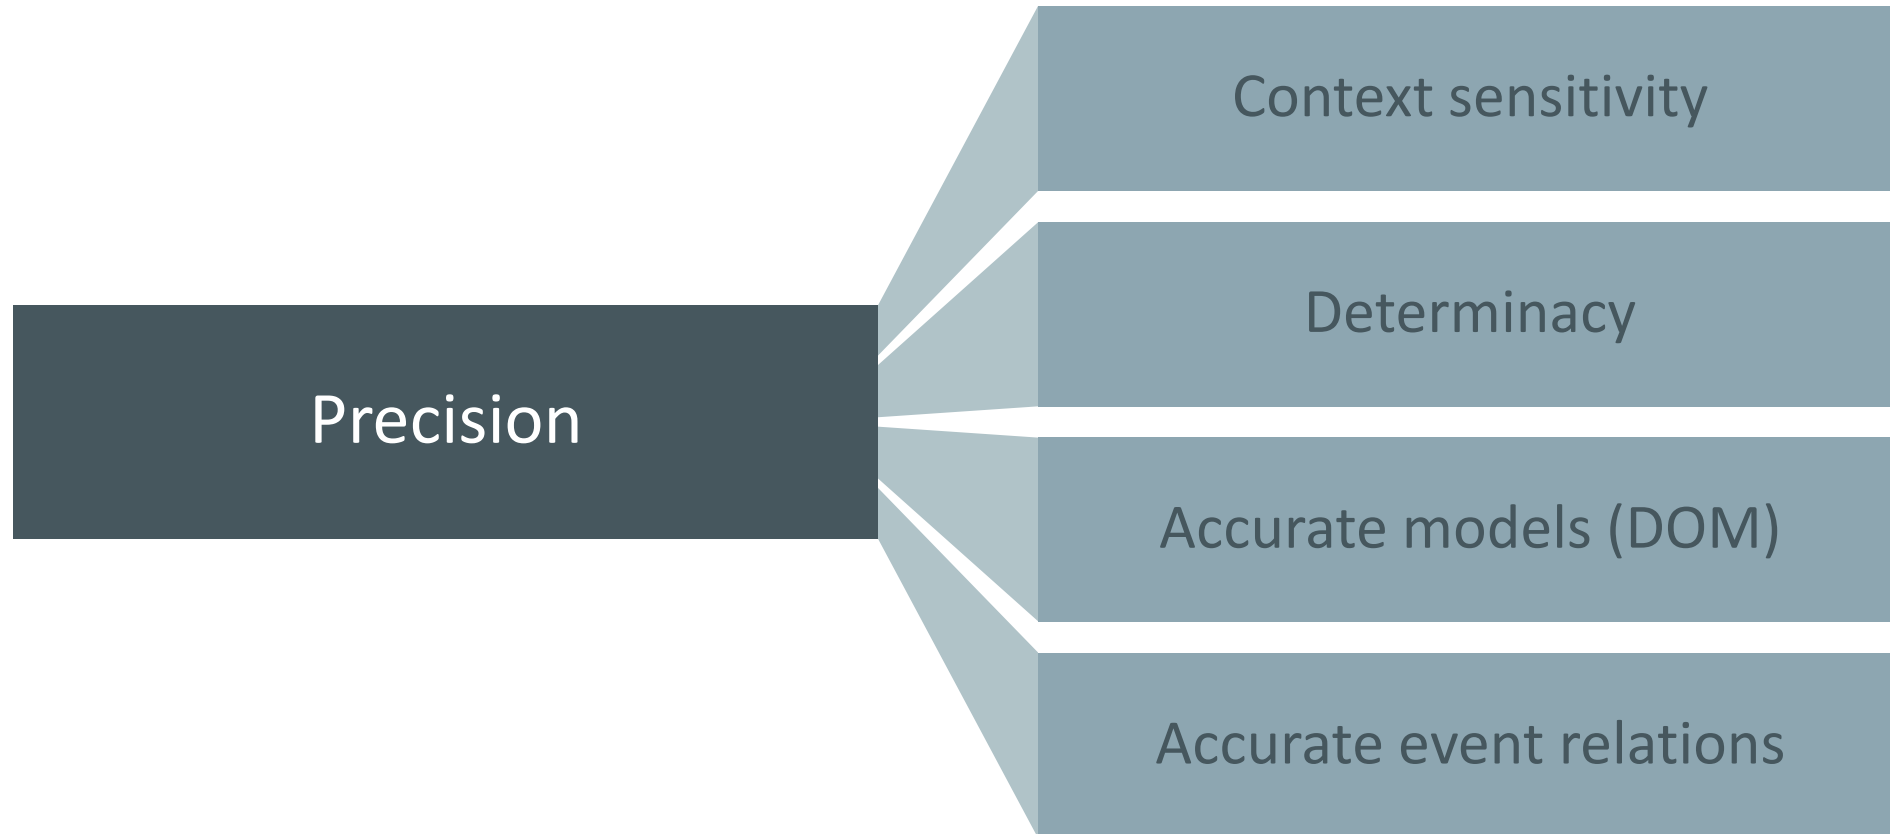 Precision
Context sensitivity
Determinacy
Accurate models (DOM)
Accurate event relations